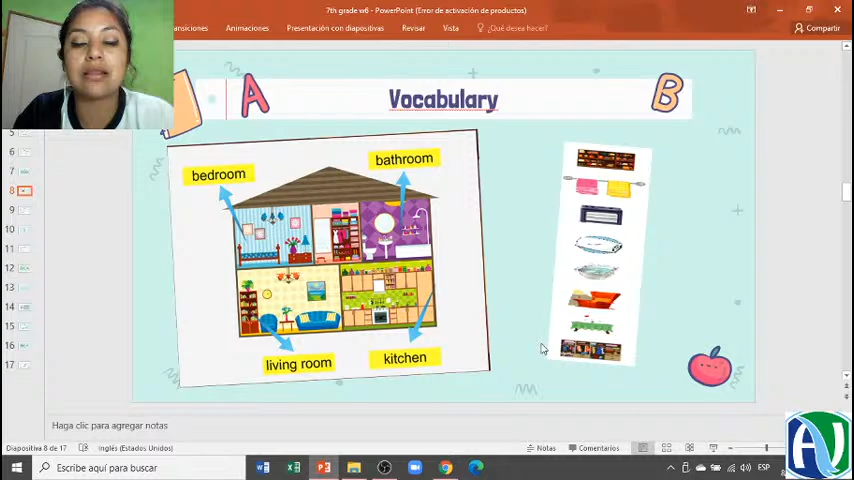 7th grade w6 - PowerPoint (Error de activación de productos)
Animaciones
Presentación con diapositivas
Revisar
Vista
¿Qué desea hacer?
Compartir
A
Vocabulary
B
bedroom
bathroom
living room
kitchen
5
6
7
8
9
10
11
12
13
14
15
16
17
Haga clic para agregar notas
Diapositiva 8 de 17
Inglés (Estados Unidos)
Notas
Comentarios
Escribe aquí para buscar
ESP
AJ